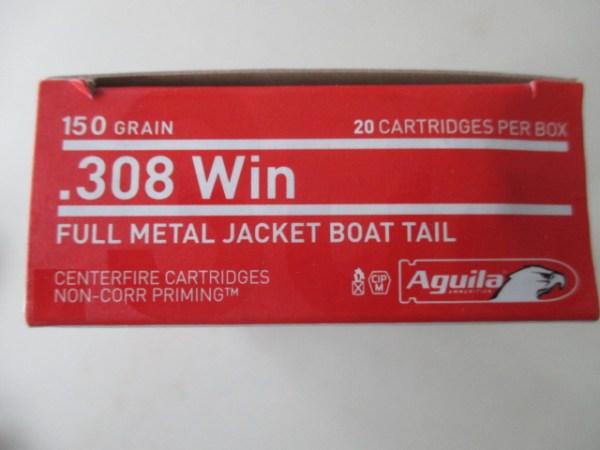 150 GRAIN 20 CARTRIDGES PER BOX
.308 Win
FULL METAL JACKET BOAT TAIL
CENTERFIRE CARTRIDGES
NON-CORR PRIMING™
CIP
M
Aguila®
AMMUNITION